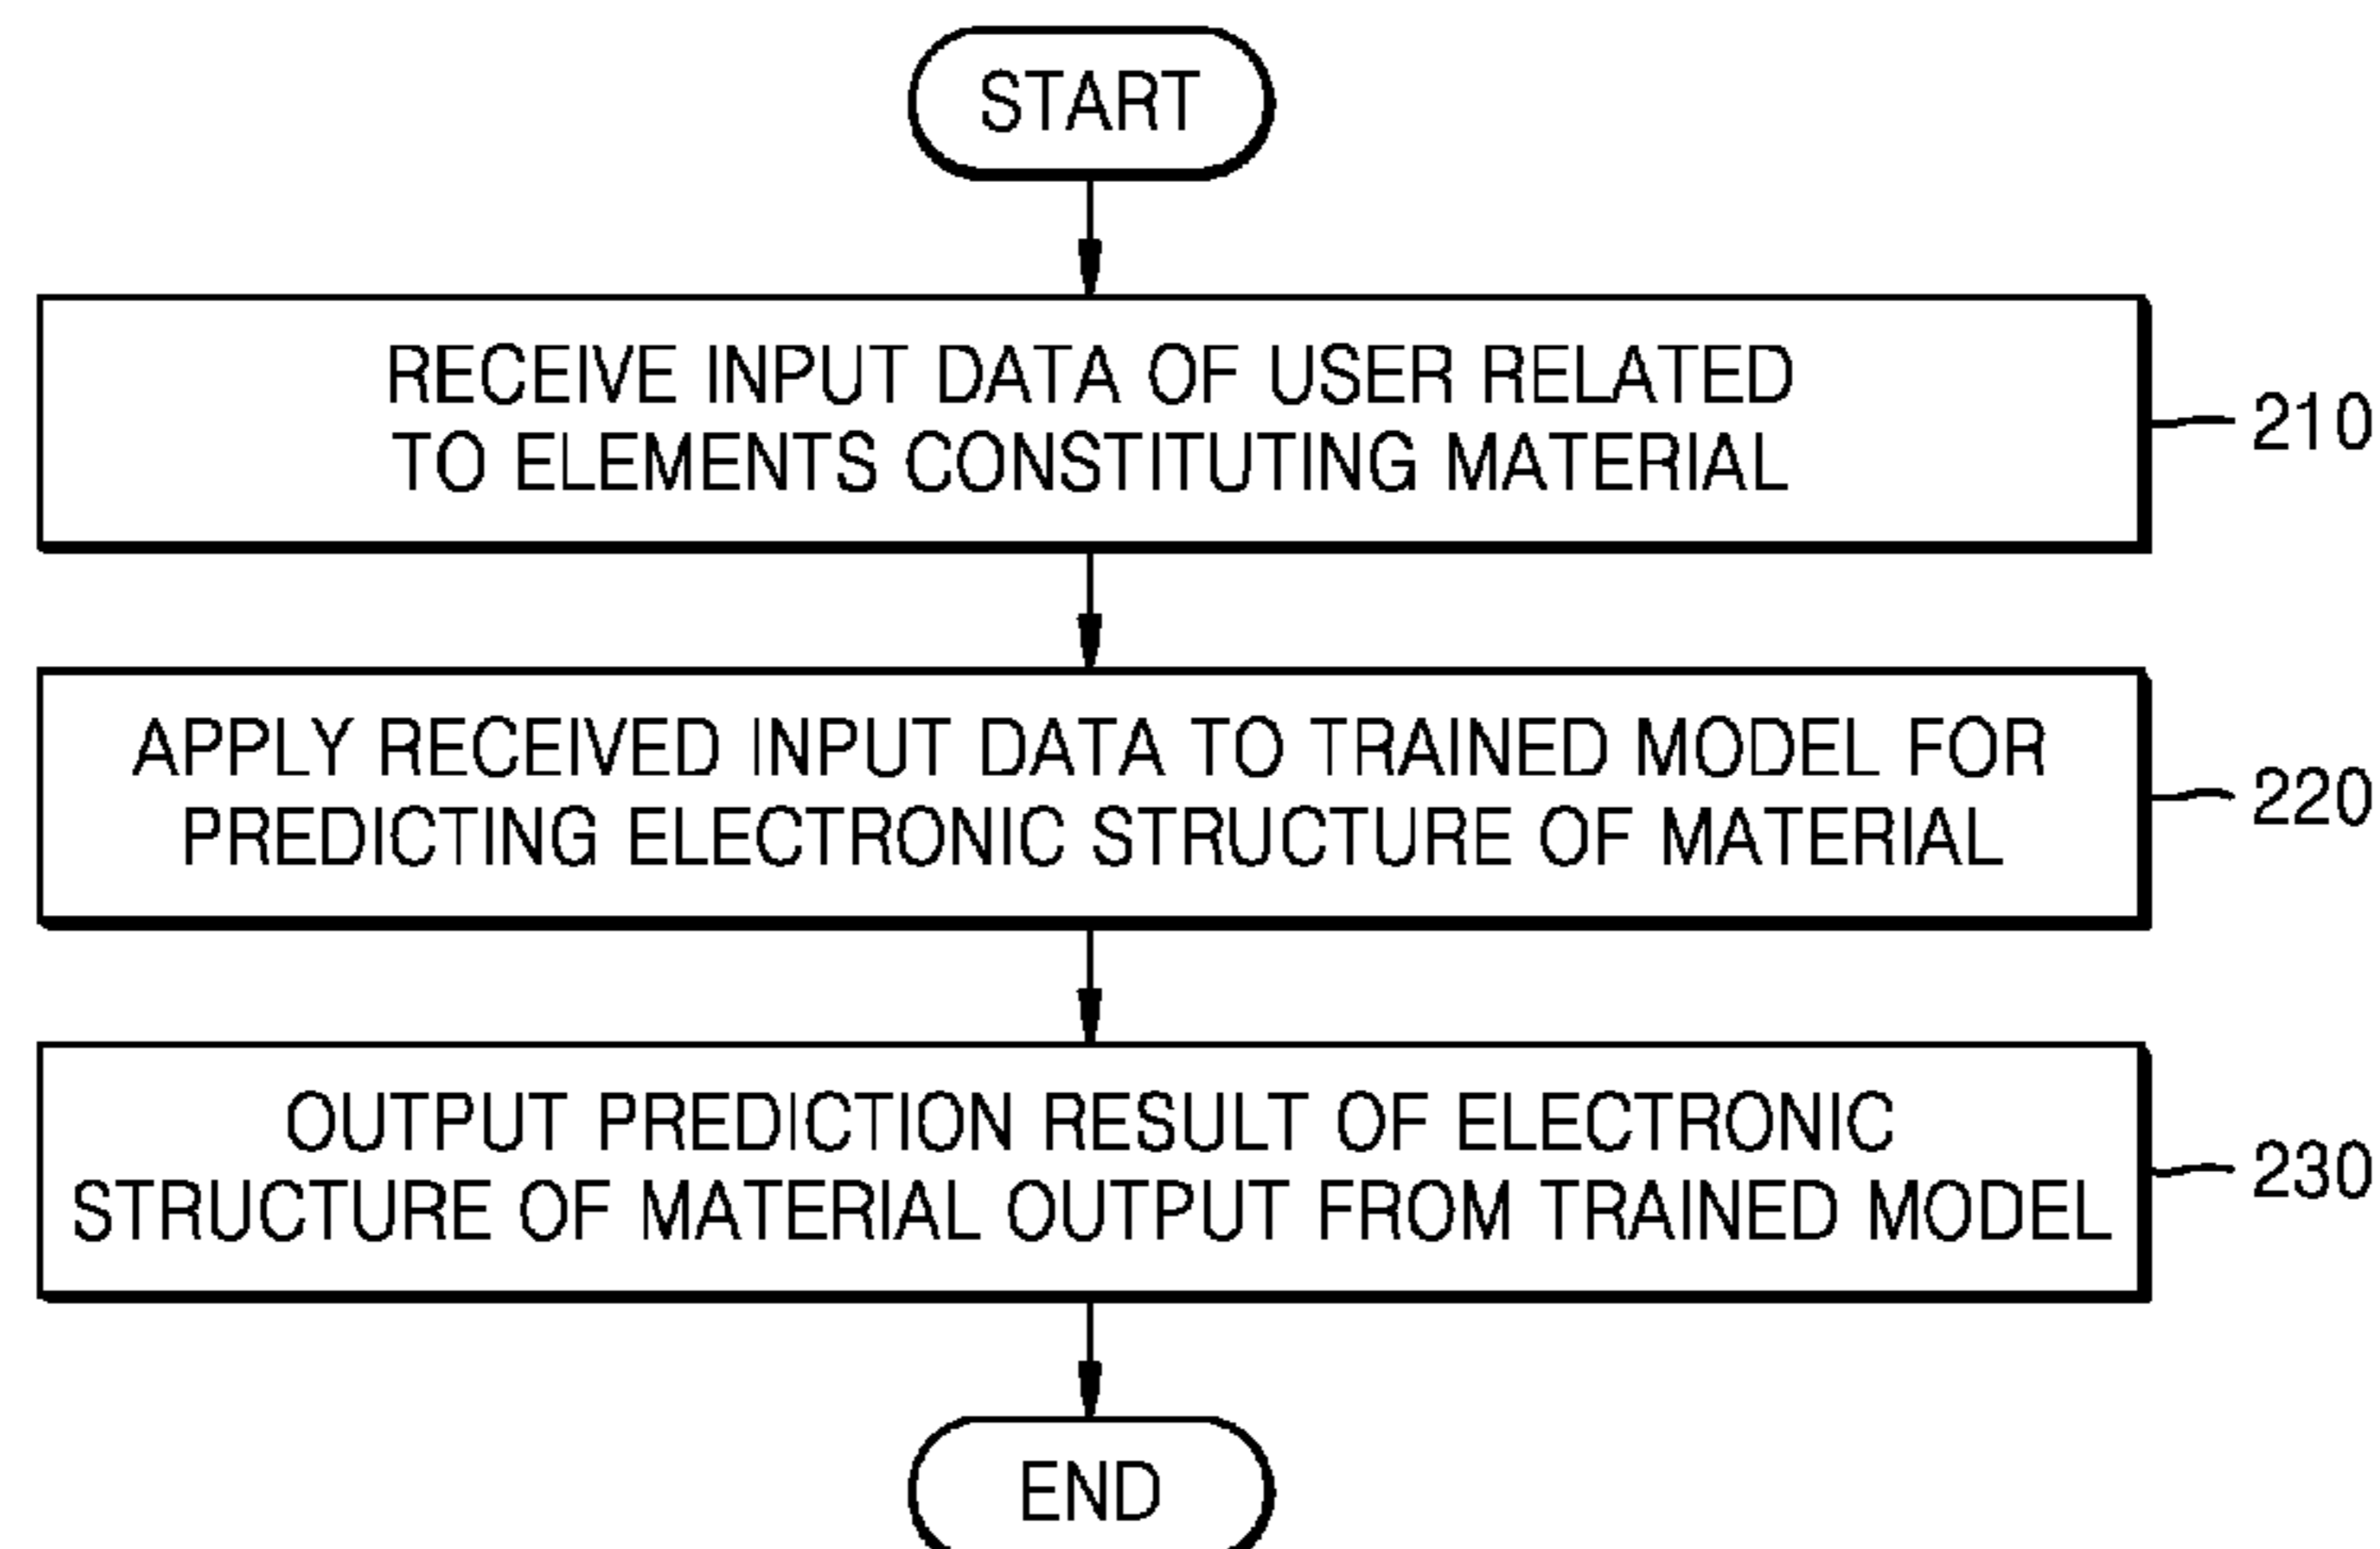 START
RECEIVE INPUT DATA OF USER RELATED
TO ELEMENTS CONSTITUTING MATERIAL
210
APPLY RECEIVED INPUT DATA TO TRAINED MODEL FOR
PREDICTING ELECTRONIC STRUCTURE OF MATERIAL
220
OUTPUT PREDICTION RESULT OF ELECTRONIC
STRUCTURE OF MATERIAL OUTPUT FROM TRAINED MODEL
230
END